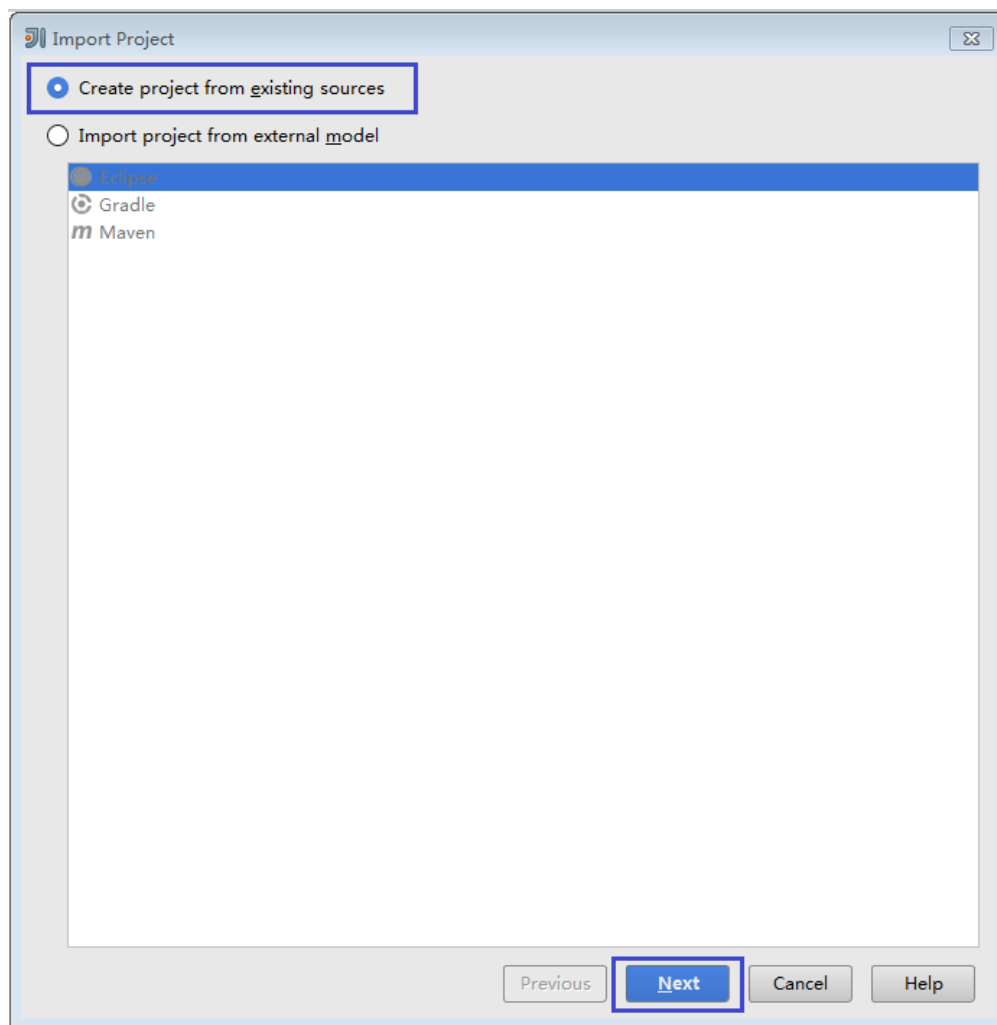 Import Project
Create project from existing sources
Import project from external model
Eclipse
Gradle
Maven
Previous Next Cancel Help